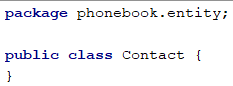 package phonebook.entity;
public class Contact {
}